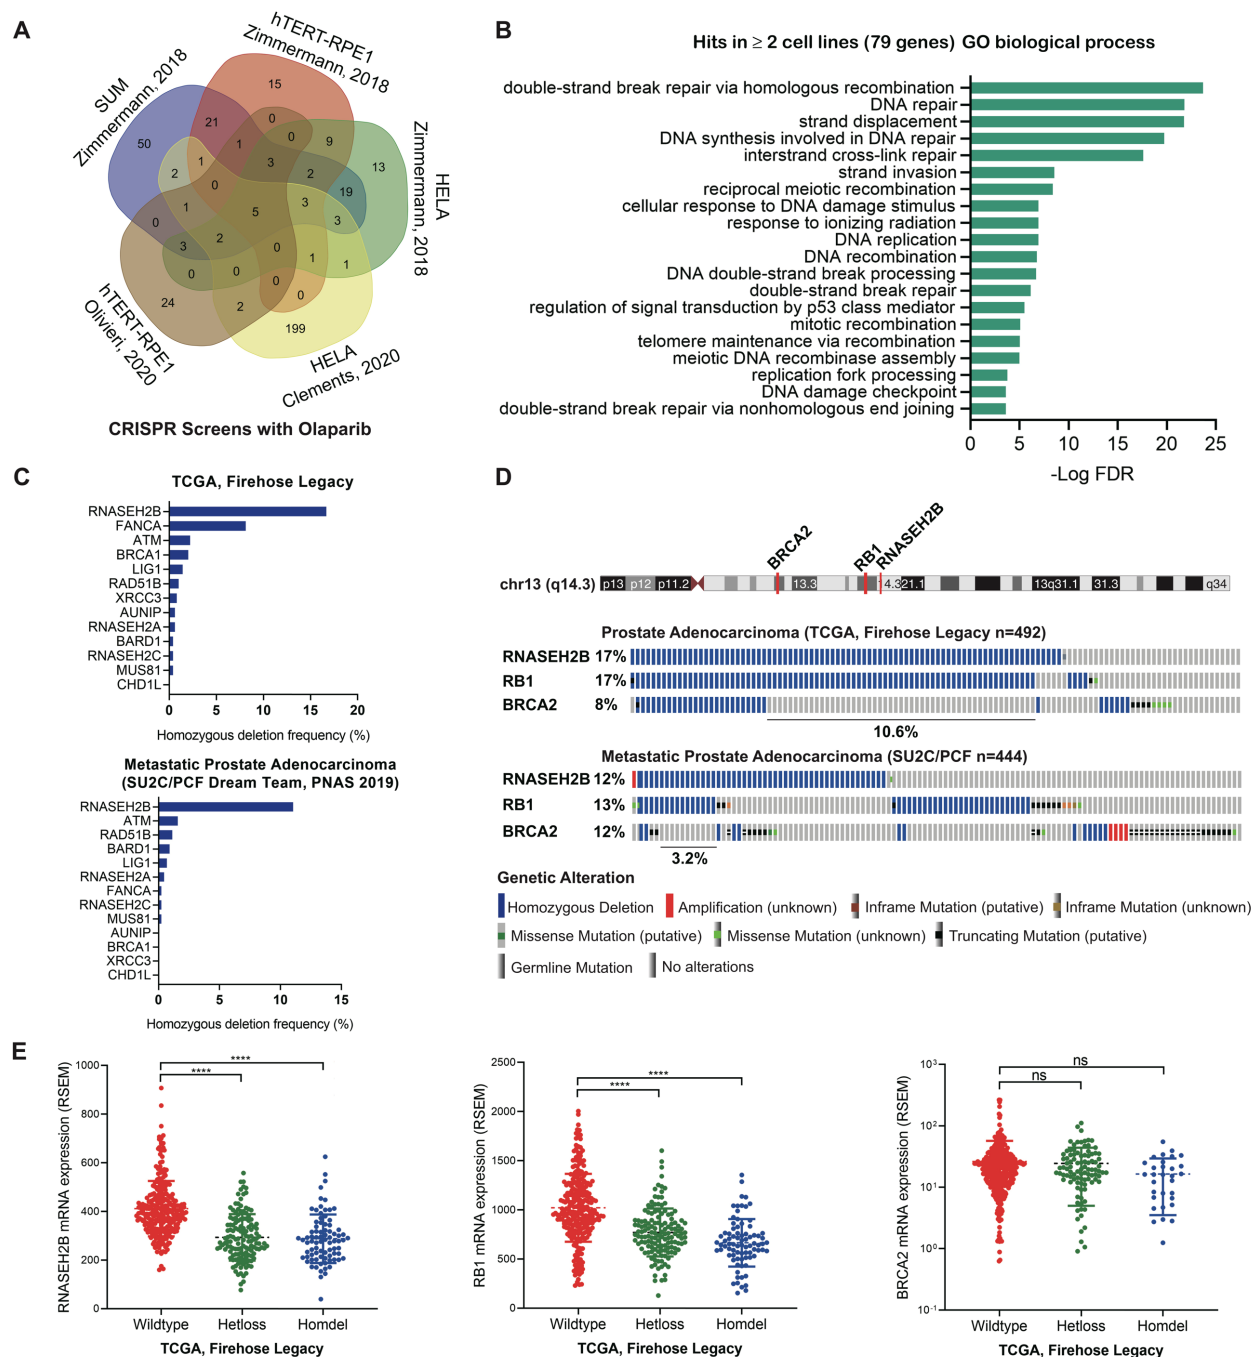 A
hTERT-RPE1
Zimmermann, 2018
SUM
Zimmermann, 2018
HELA
Zimmermann, 2018
hTERT-RPE1
Olivieri, 2020
HELA
Clements, 2020
15
0
21
0
9
50
1
13
1
3
2
2
0
19
1
5
3
3
0
2
3
0
1
1
0
0
0
24
2
0
199
CRISPR Screens with Olaparib
B
Hits in ≥ 2 cell lines (79 genes) GO biological process
double-strand break repair via homologous recombination
DNA repair
strand displacement
DNA synthesis involved in DNA repair
interstrand cross-link repair
strand invasion
reciprocal meiotic recombination
cellular response to DNA damage stimulus
response to ionizing radiation
DNA replication
DNA recombination
DNA double-strand break processing
double-strand break repair
regulation of signal transduction by p53 class mediator
mitotic recombination
telomere maintenance via recombination
meiotic DNA recombinase assembly
replication fork processing
DNA damage checkpoint
double-strand break repair via nonhomologous end joining
0 5 10 15 20 25
-Log FDR
C
TCGA, Firehose Legacy
RNASEH2B
FANCA
ATM
BRCA1
LIG1
RAD51B
XRCC3
AUNIP
RNASEH2A
BARD1
RNASEH2C
MUS81
CHD1L
0 5 10 15 20
Homozygous deletion frequency (%)
Metastatic Prostate Adenocarcinoma
(SU2C/PCF Dream Team, PNAS 2019)
RNASEH2B
ATM
RAD51B
BARD1
LIG1
RNASEH2A
FANCA
RNASEH2C
MUS81
AUNIP
BRCA1
XRCC3
CHD1L
0 5 10 15
Homozygous deletion frequency (%)
D
BRCA2 RB1 RNASEH2B
chr13 (q14.3) p13 p12 p11.2 13.3 14.3 21.1 13q31.1 31.3 q34
Prostate Adenocarcinoma (TCGA, Firehose Legacy n=492)
RNASEH2B 17%
RB1 17%
BRCA2 8%
10.6%
Metastatic Prostate Adenocarcinoma (SU2C/PCF n=444)
RNASEH2B 12%
RB1 13%
BRCA2 12%
3.2%
Genetic Alteration
Homozygous Deletion Amplification (unknown) Inframe Mutation (putative) Inframe Mutation (unknown)
Missense Mutation (putative) Missense Mutation (unknown) Truncating Mutation (putative)
Germline Mutation No alterations
E
RNASEH2B mRNA expression (RSEM)
1000
800
600
400
200
0
****
****
Wildtype Hetloss Homdel
TCGA, Firehose Legacy
RB1 mRNA expression (RSEM)
2500
2000
1500
1000
500
0
****
****
Wildtype Hetloss Homdel
TCGA, Firehose Legacy
BRCA2 mRNA expression (RSEM)
10³
10²
10¹
10⁰
10⁻¹
ns
ns
Wildtype Hetloss Homdel
TCGA, Firehose Legacy